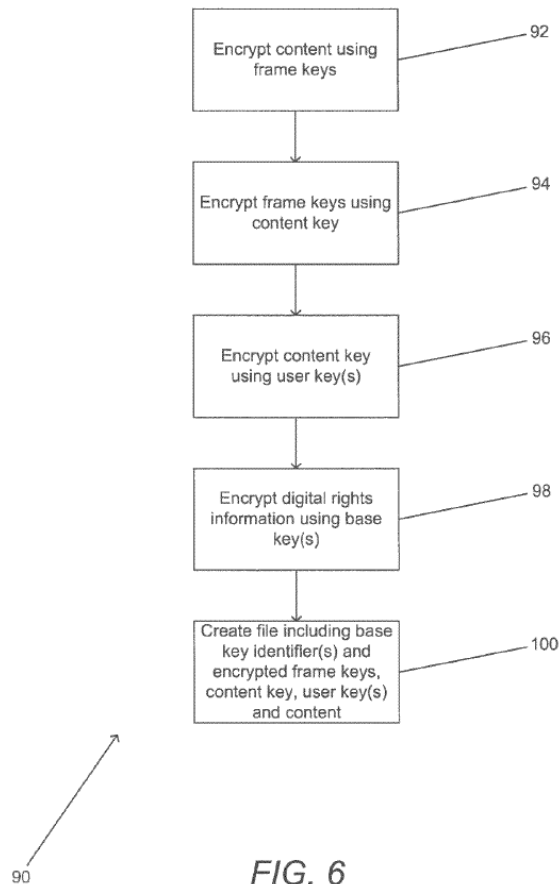 Encrypt content using
frame keys
92
Encrypt frame keys using
content key
94
Encrypt content key
using user key(s)
96
Encrypt digital rights
information using base
key(s)
98
Create file including base
key identifier(s) and
encrypted frame keys,
content key, user key(s)
and content
100
90
FIG. 6